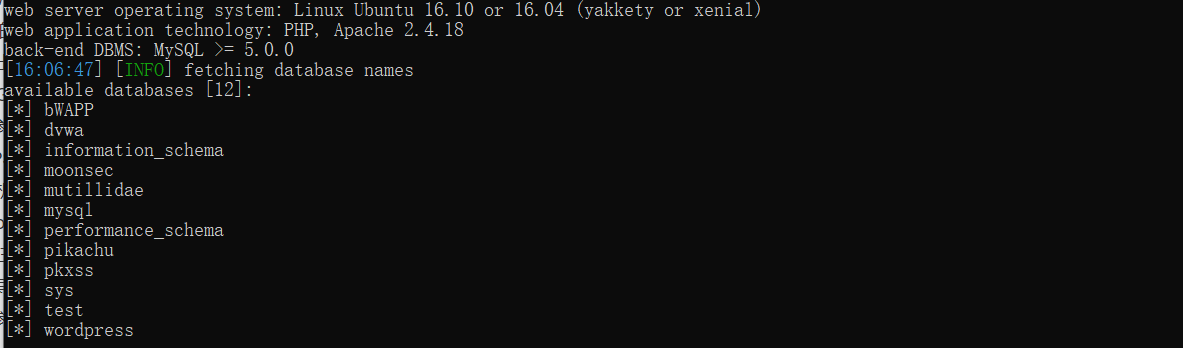 web server operating system: Linux Ubuntu 16.10 or 16.04 (yakkety or xenial)
web application technology: PHP, Apache 2.4.18
back-end DBMS: MySQL >= 5.0.0
[16:06:47] [INFO] fetching database names
available databases [12]:
[*] bWAPP
[*] dvwa
[*] information_schema
[*] moonsec
[*] mutillidae
[*] mysql
[*] performance_schema
[*] pikachu
[*] pkxss
[*] sys
[*] test
[*] wordpress